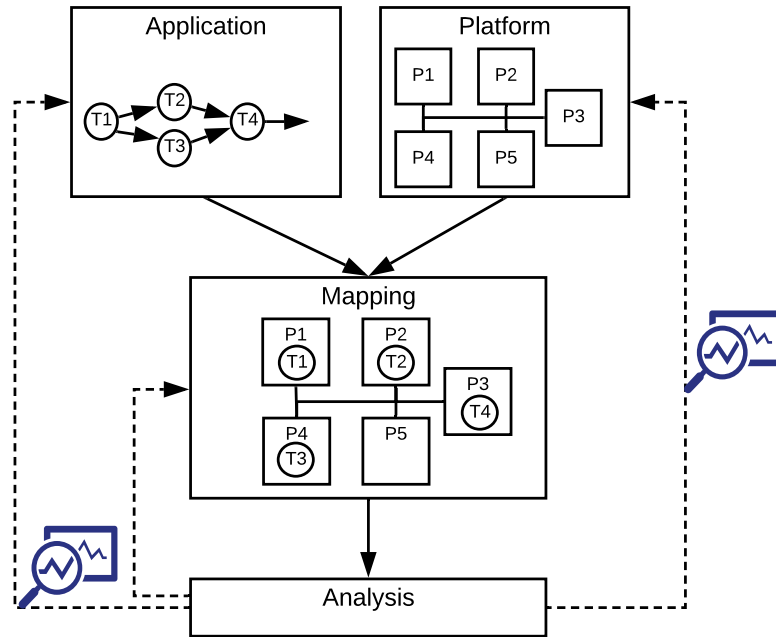 Application
T1
T2
T3
T4
Platform
P1
P2
P3
P4
P5
Mapping
P1
T1
P2
T2
P3
T4
P4
T3
P5
Analysis